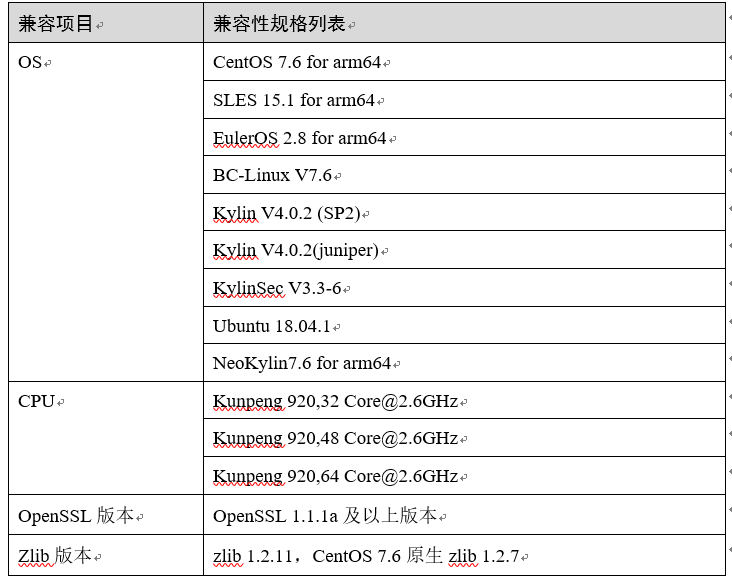 兼容项目 兼容性规格列表
OS CentOS 7.6 for arm64
SLES 15.1 for arm64
EulerOS 2.8 for arm64
BC-Linux V7.6
Kylin V4.0.2 (SP2)
Kylin V4.0.2(juniper)
KylinSec V3.3-6
Ubuntu 18.04.1
NeoKylin7.6 for arm64
CPU Kunpeng 920,32 Core@2.6GHz
Kunpeng 920,48 Core@2.6GHz
Kunpeng 920,64 Core@2.6GHz
OpenSSL 版本 OpenSSL 1.1.1a 及以上版本
Zlib 版本 zlib 1.2.11，CentOS 7.6 原生 zlib 1.2.7